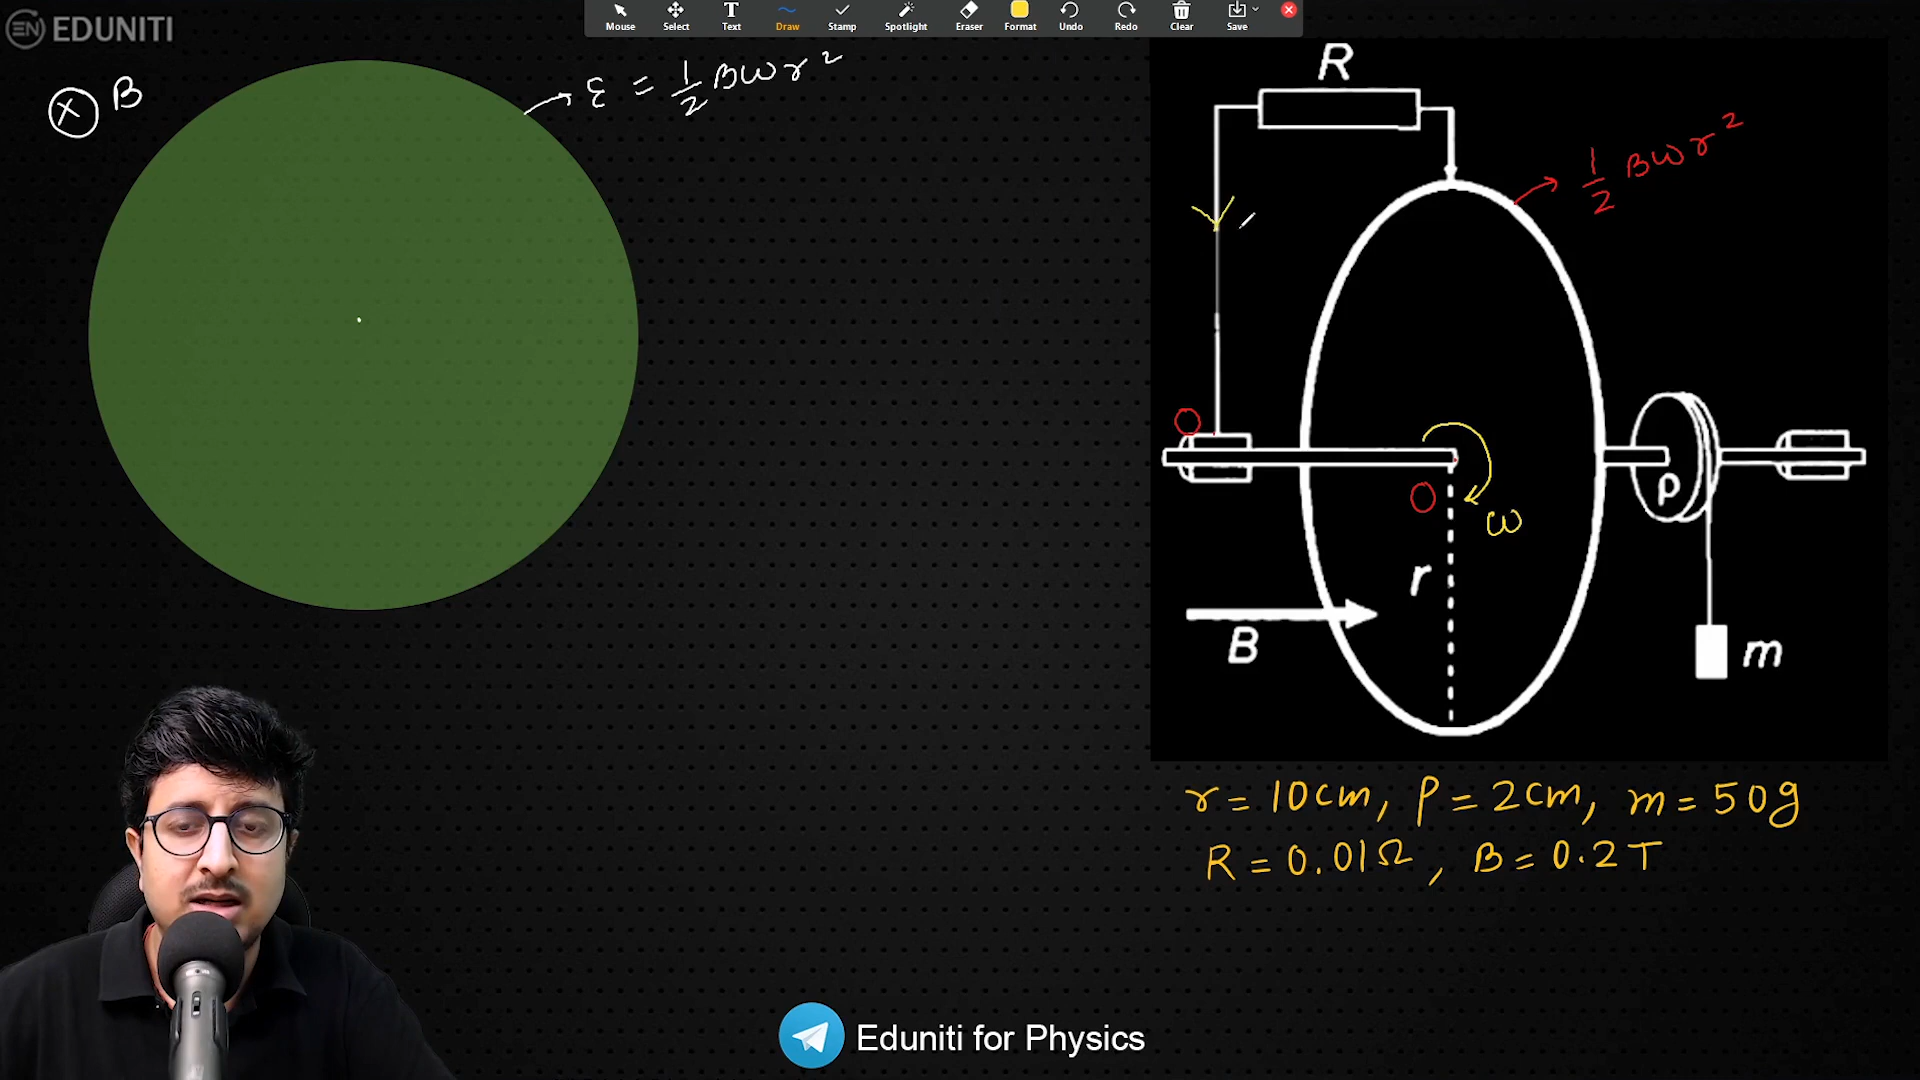 Mouse Select Text Draw Stamp Spotlight Eraser Format Undo Redo Clear Save
EN EDUNITI
B
ε = 1/2 Bωr²
R
1/2 Bωr²
O
O
ω
P
r
B
m
r = 10cm, P = 2cm, m = 50g
R = 0.01Ω, B = 0.2T
Eduniti for Physics